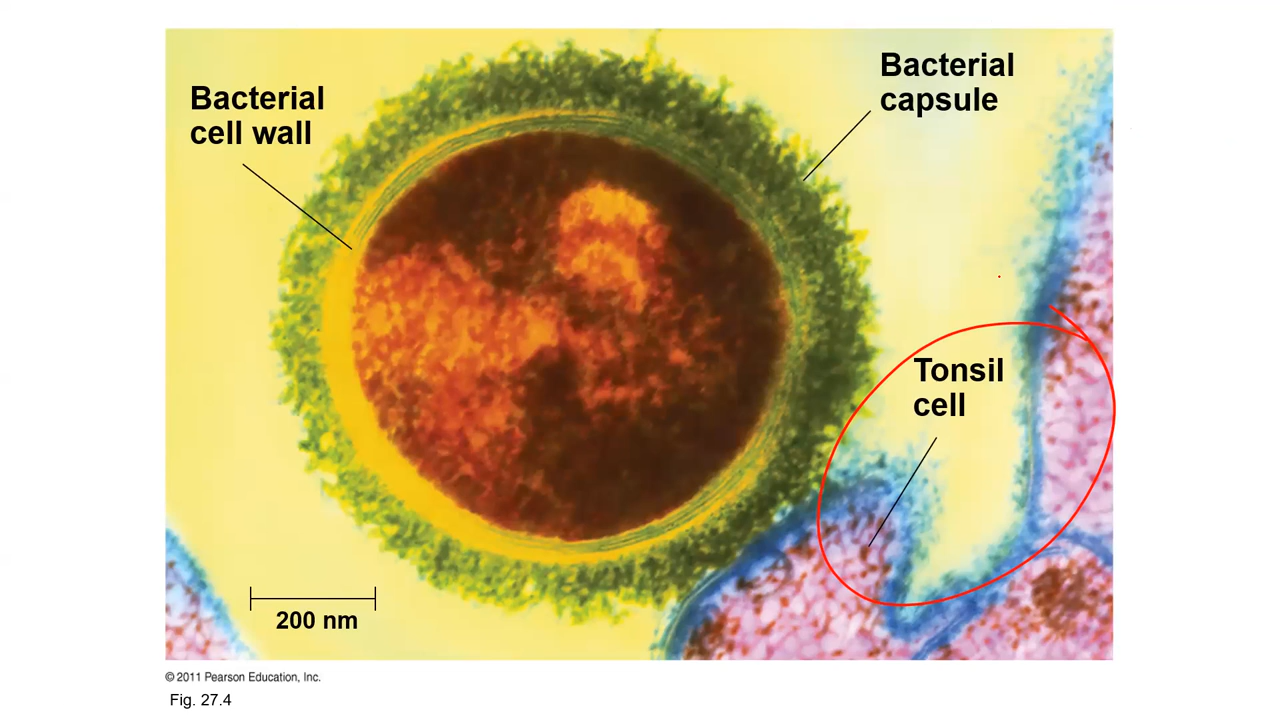 Bacterial
cell wall
Bacterial
capsule
Tonsil
cell
200 nm
© 2011 Pearson Education, Inc.
Fig. 27.4